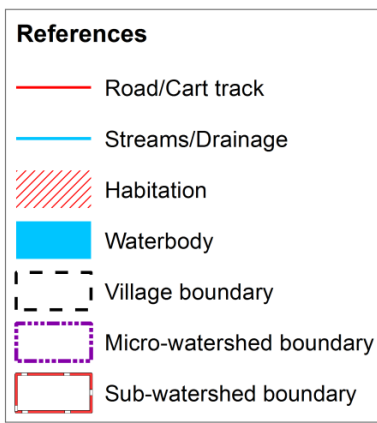 References
Road/Cart track
Streams/Drainage
Habitation
Waterbody
Village boundary
Micro-watershed boundary
Sub-watershed boundary